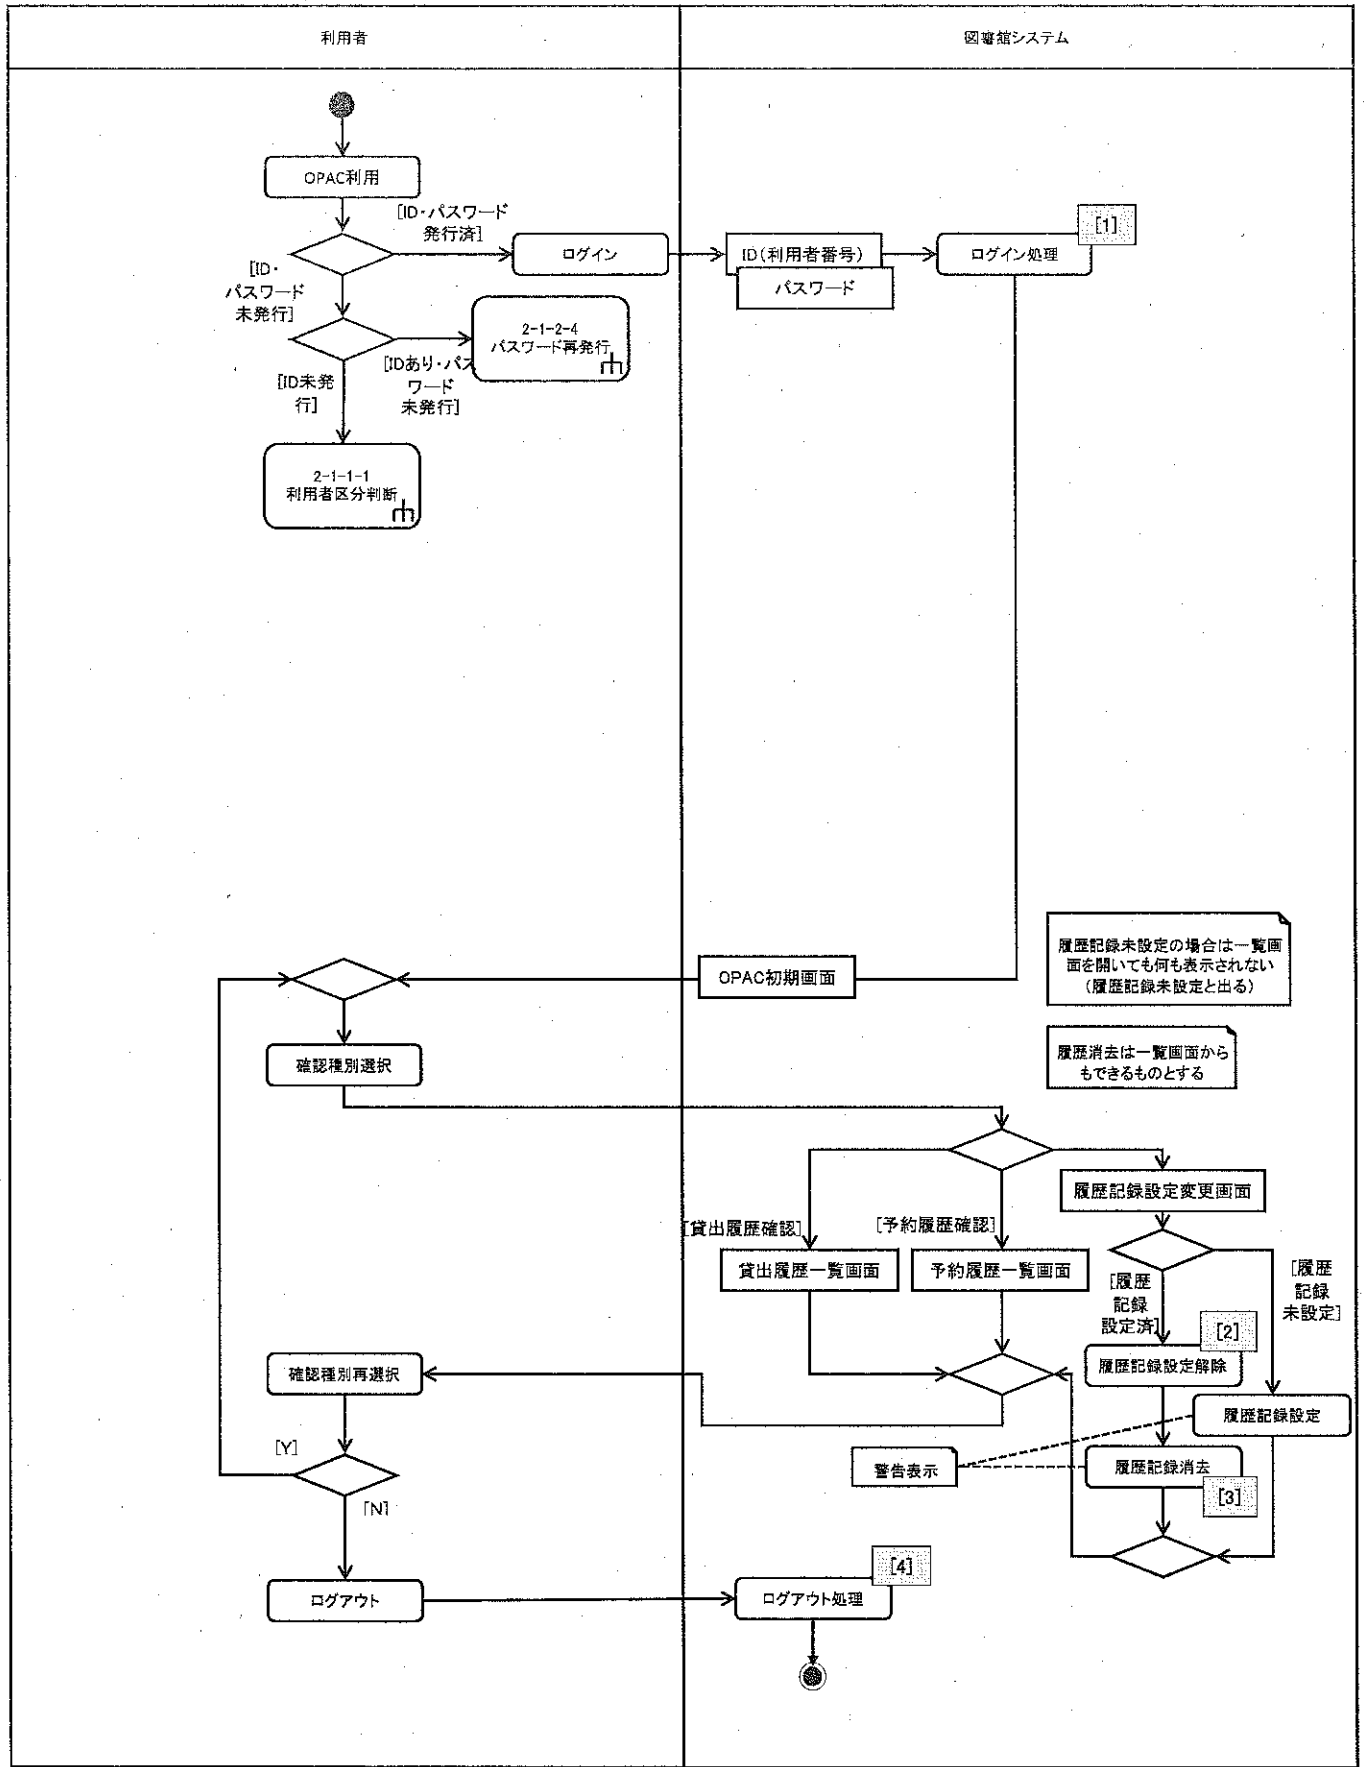 利用者
図書館システム
OPAC利用
[ID・パスワード
発行済]
ログイン
ID(利用者番号)
パスワード
ログイン処理
[1]
[ID・
パスワード
未発行]
2-1-2-4
パスワード再発行
[IDあり・パス
ワード
未発行]
[ID未発
行]
2-1-1-1
利用者区分判断
履歴記録未設定の場合は一覧画
面を開いても何も表示されない
(履歴記録未設定と出る)
OPAC初期画面
履歴消去は一覧画面から
もできるものとする
確認種別選択
履歴記録設定変更画面
[貸出履歴確認]
[予約履歴確認]
貸出履歴一覧画面
予約履歴一覧画面
[履歴
記録
設定済]
[履歴
記録
未設定]
[2]
履歴記録設定解除
確認種別再選択
履歴記録設定
[Y]
警告表示
履歴記録消去
[3]
[N]
[4]
ログアウト
ログアウト処理